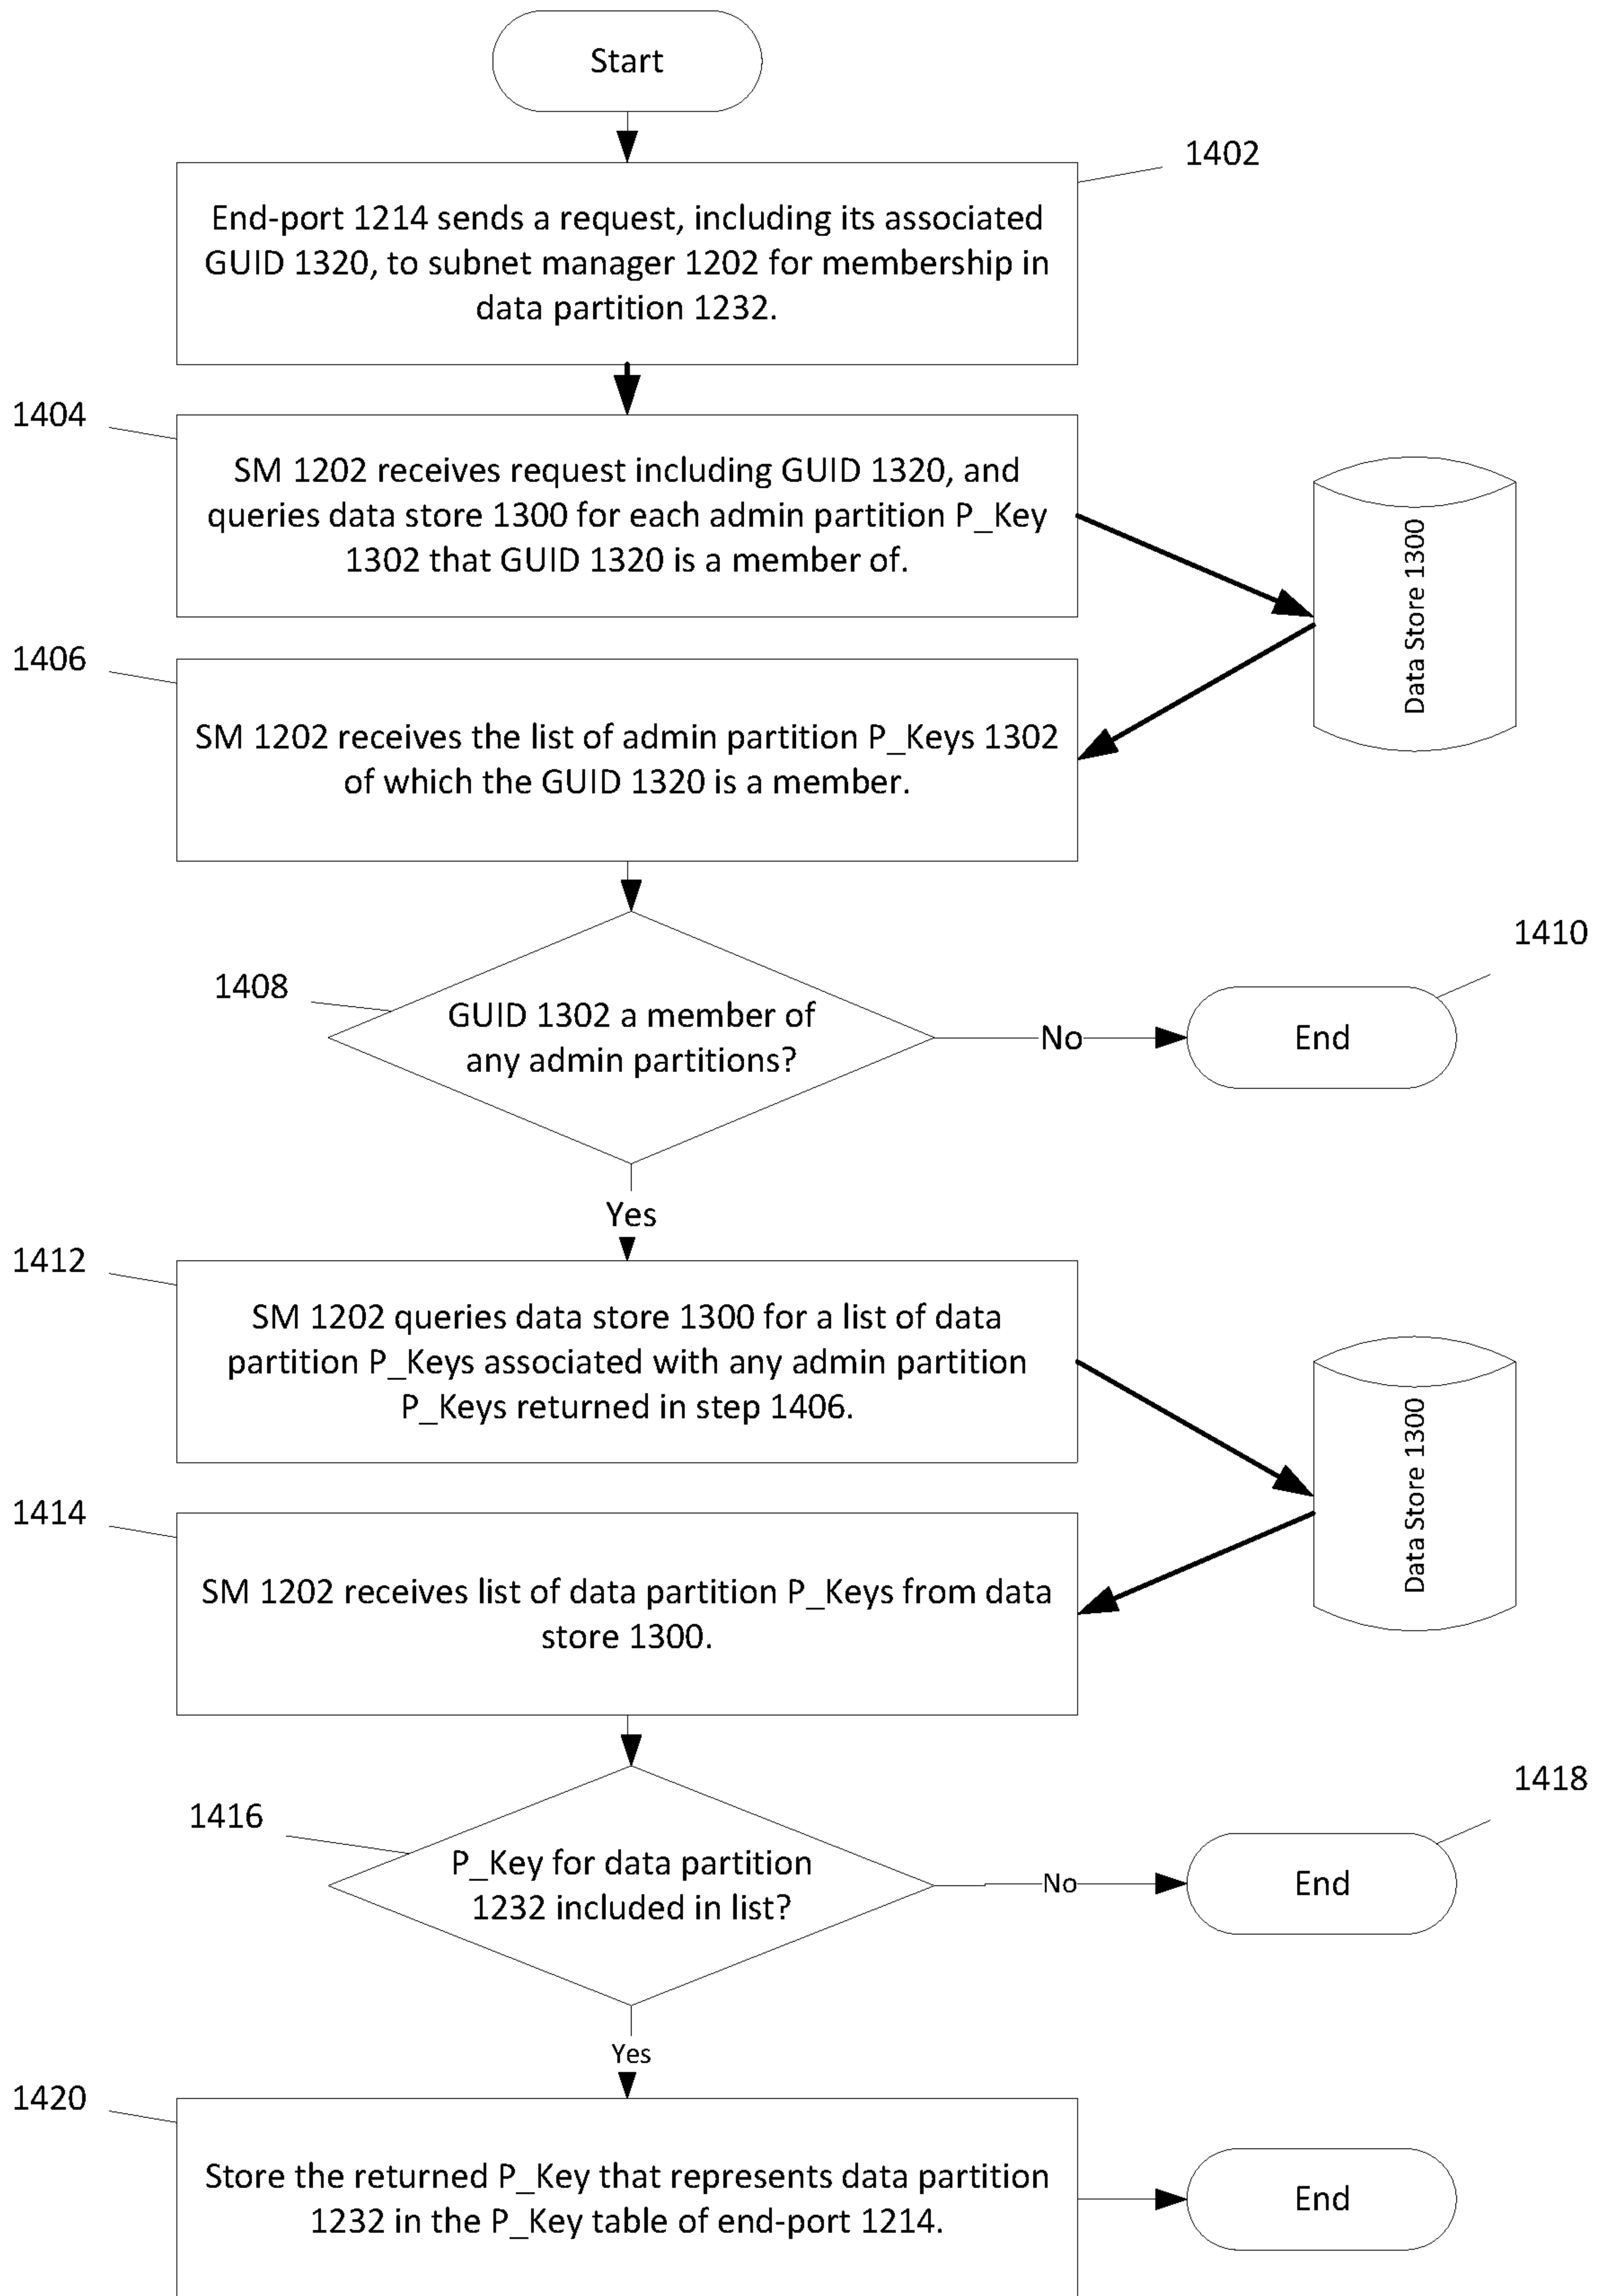 Start
1402
End-port 1214 sends a request, including its associated
GUID 1320, to subnet manager 1202 for membership in
data partition 1232.
1404
SM 1202 receives request including GUID 1320, and
queries data store 1300 for each admin partition P_Key
1302 that GUID 1320 is a member of.
Data Store 1300
1406
SM 1202 receives the list of admin partition P_Keys 1302
of which the GUID 1320 is a member.
1408
GUID 1302 a member of
any admin partitions?
No
1410
End
Yes
1412
SM 1202 queries data store 1300 for a list of data
partition P_Keys associated with any admin partition
P_Keys returned in step 1406.
Data Store 1300
1414
SM 1202 receives list of data partition P_Keys from data
store 1300.
1416
P_Key for data partition
1232 included in list?
No
1418
End
Yes
1420
Store the returned P_Key that represents data partition
1232 in the P_Key table of end-port 1214.
End